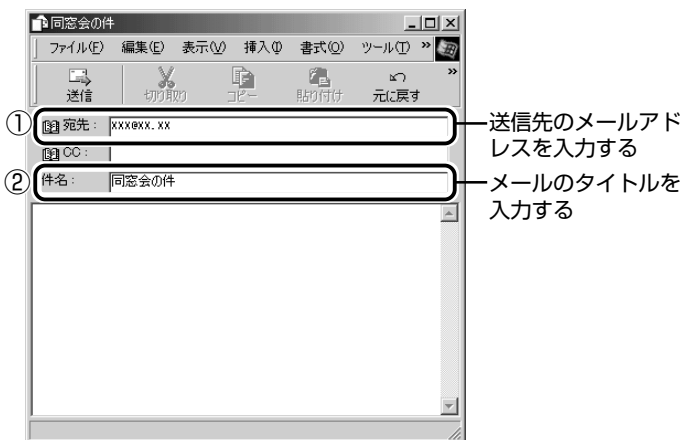 同窓会の件
ファイル(F) 編集(E) 表示(V) 挿入(I) 書式(O) ツール(T) »
送信 切り取り コピー 貼り付け 元に戻す »
① 宛先: xxx@xx.xx
送信先のメールアド
レスを入力する
CC:
② 件名: 同窓会の件
メールのタイトルを
入力する